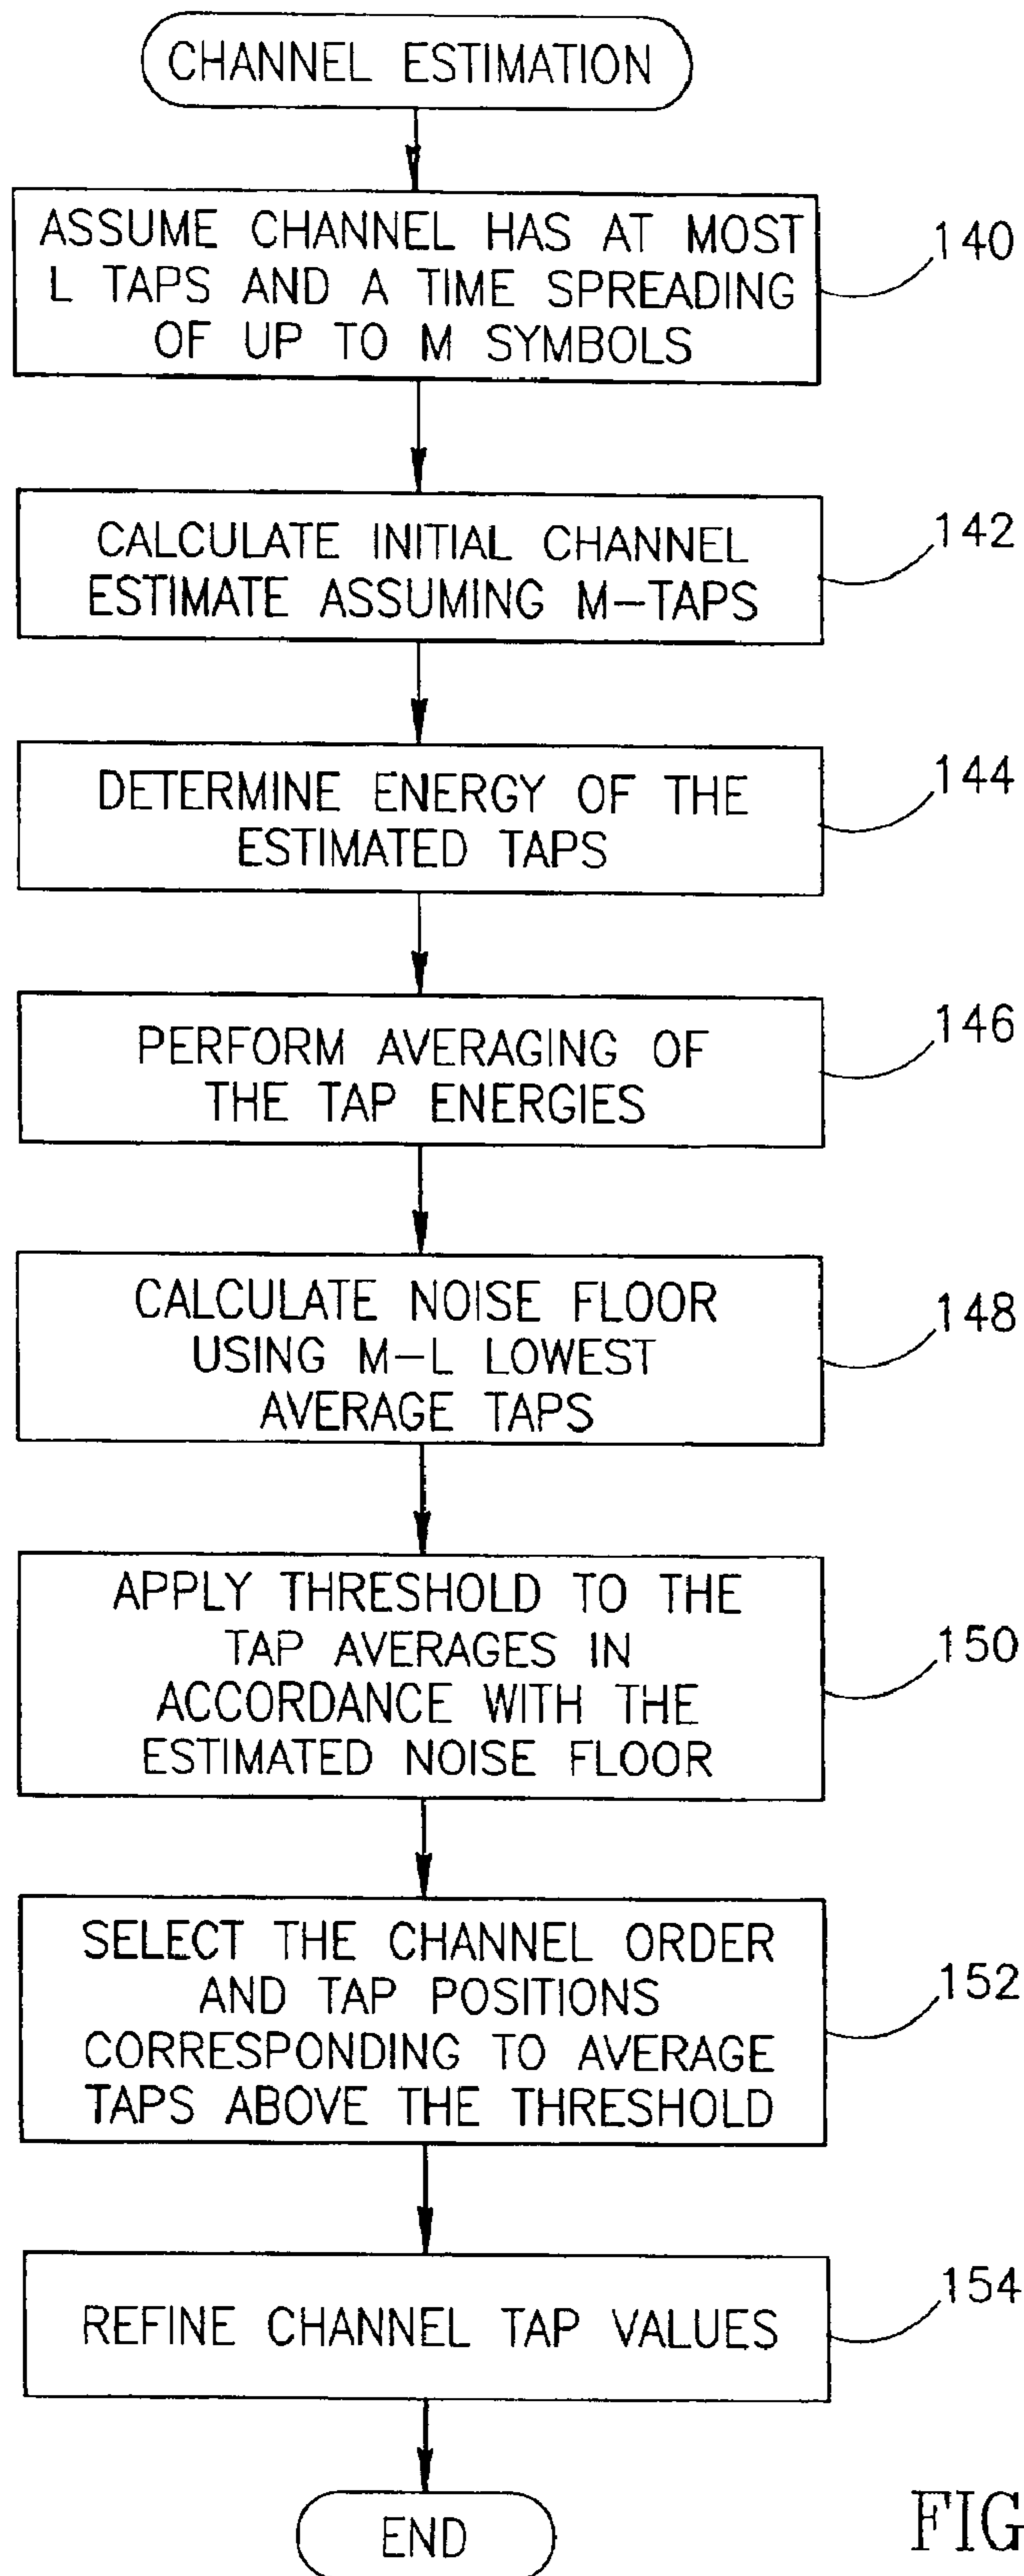 CHANNEL ESTIMATION
ASSUME CHANNEL HAS AT MOST
L TAPS AND A TIME SPREADING
OF UP TO M SYMBOLS
140
CALCULATE INITIAL CHANNEL
ESTIMATE ASSUMING M-TAPS
142
DETERMINE ENERGY OF THE
ESTIMATED TAPS
144
PERFORM AVERAGING OF
THE TAP ENERGIES
146
CALCULATE NOISE FLOOR
USING M-L LOWEST
AVERAGE TAPS
148
APPLY THRESHOLD TO THE
TAP AVERAGES IN
ACCORDANCE WITH THE
ESTIMATED NOISE FLOOR
150
SELECT THE CHANNEL ORDER
AND TAP POSITIONS
CORRESPONDING TO AVERAGE
TAPS ABOVE THE THRESHOLD
152
REFINE CHANNEL TAP VALUES
154
END
FIG